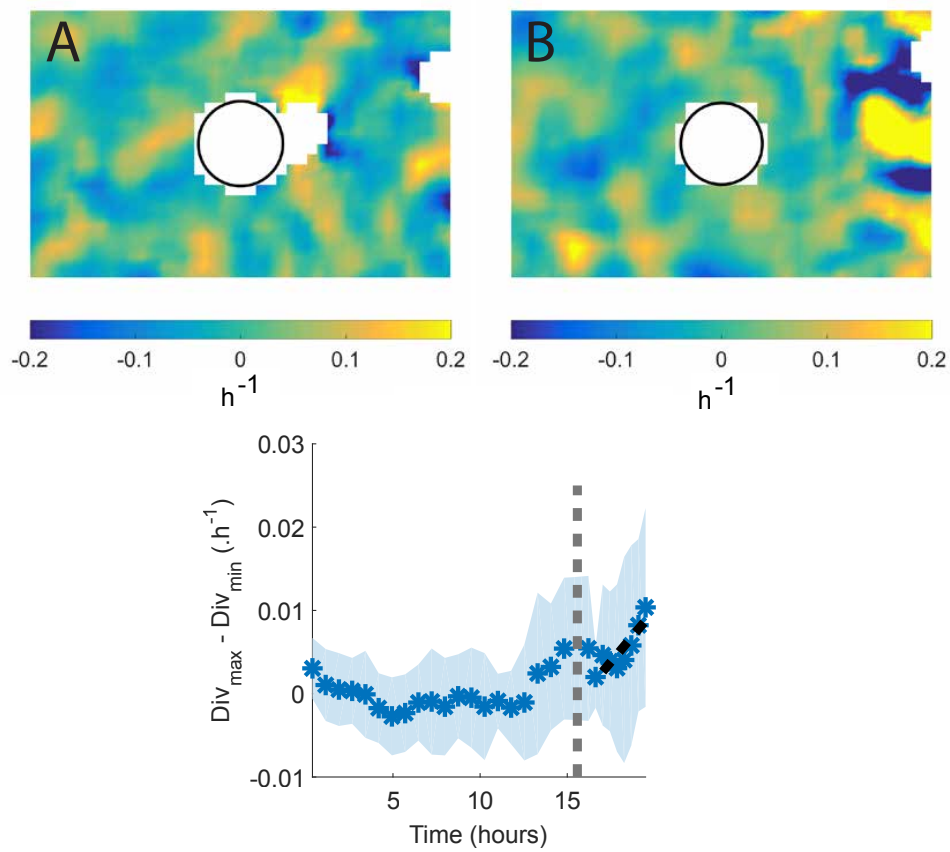 A
B
-0.2 -0.1 0 0.1 0.2
h-1
-0.2 -0.1 0 0.1 0.2
h-1
0.03
0.02
0.01
0
-0.01
Divmax - Divmin (.h-1)
5 10 15
Time (hours)